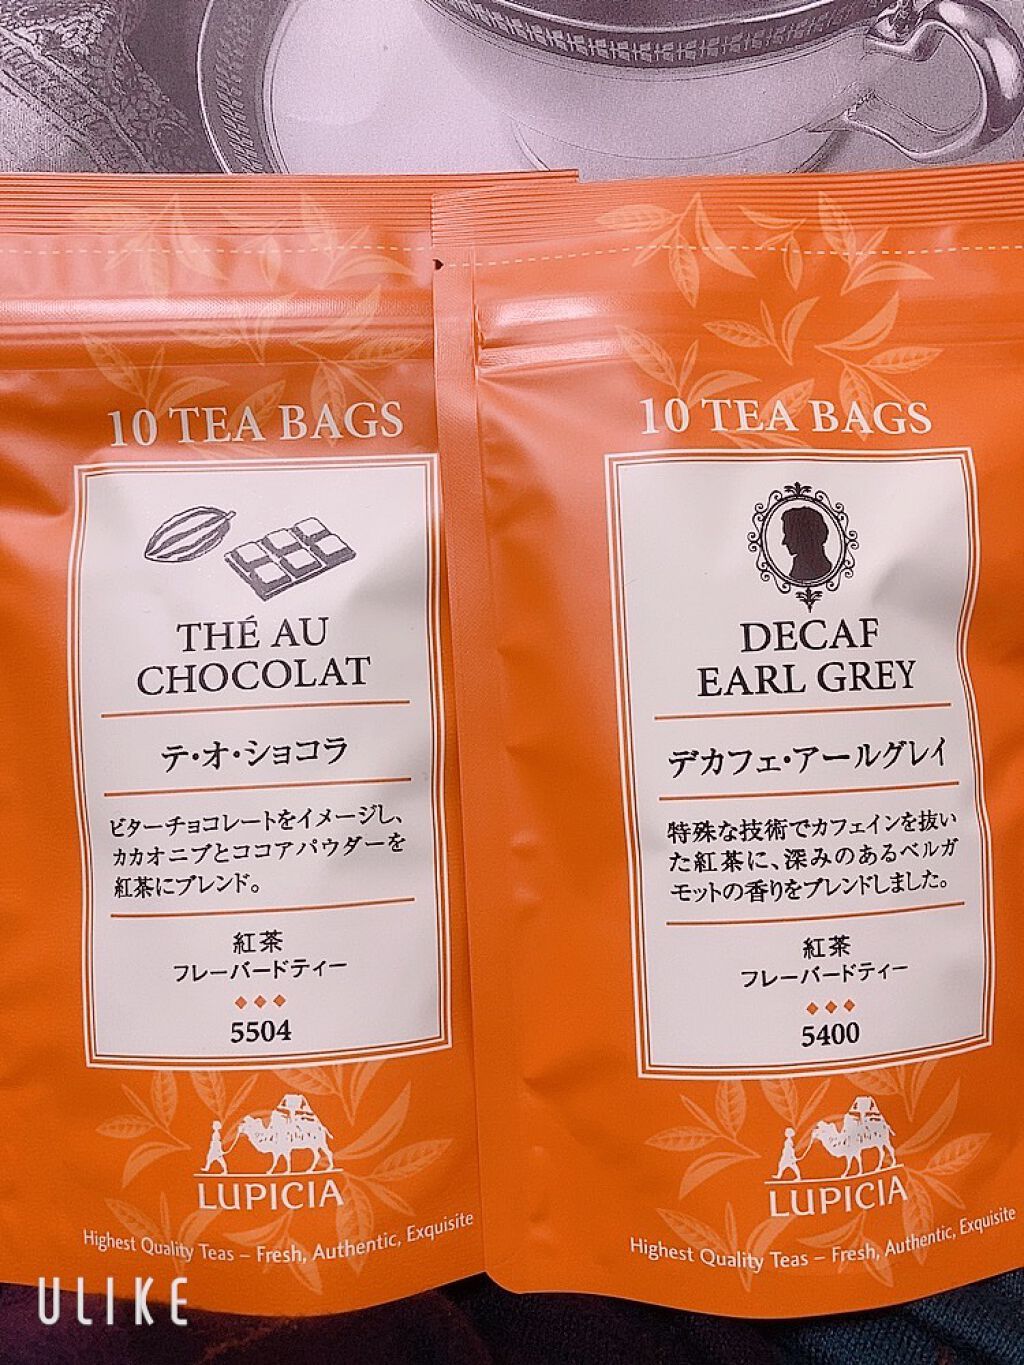 10 TEA BAGS
THÉ AU
CHOCOLAT
テ・オ・ショコラ
ビターチョコレートをイメージし、
カカオニブとココアパウダーを
紅茶にブレンド。
紅茶
フレーバードティー
5504
LUPICIA
Highest Quality Teas – Fresh, Authentic, Exquisite
10 TEA BAGS
DECAF
EARL GREY
デカフェ・アールグレイ
特殊な技術でカフェインを抜い
た紅茶に、深みのあるベルガ
モットの香りをブレンドしました。
紅茶
フレーバードティー
5400
LUPICIA
Highest Quality Teas – Fresh, Authentic, Exquisite
ULIKE